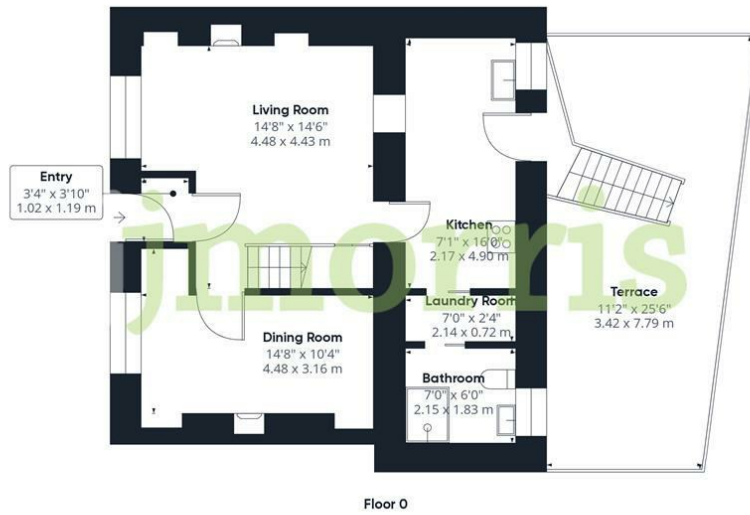 Living Room
14'8" x 14'6"
4.48 x 4.43 m
Entry
3'4" x 3'10"
1.02 x 1.19 m
Kitchen
7'1" x 16'0"
2.17 x 4.90 m
jjmorris
Laundry Room
7'0" x 2'4"
2.14 x 0.72 m
Terrace
11'2" x 25'6"
3.42 x 7.79 m
Dining Room
14'8" x 10'4"
4.48 x 3.16 m
Bathroom
7'0" x 6'0"
2.15 x 1.83 m
Floor 0